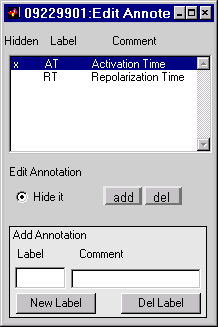 09229901:Edit Annote
Hidden Label Comment
x AT Activation Time
RT Repolarization Time
Edit Annotation
Hide it add del
Add Annotation
Label Comment
New Label Del Label